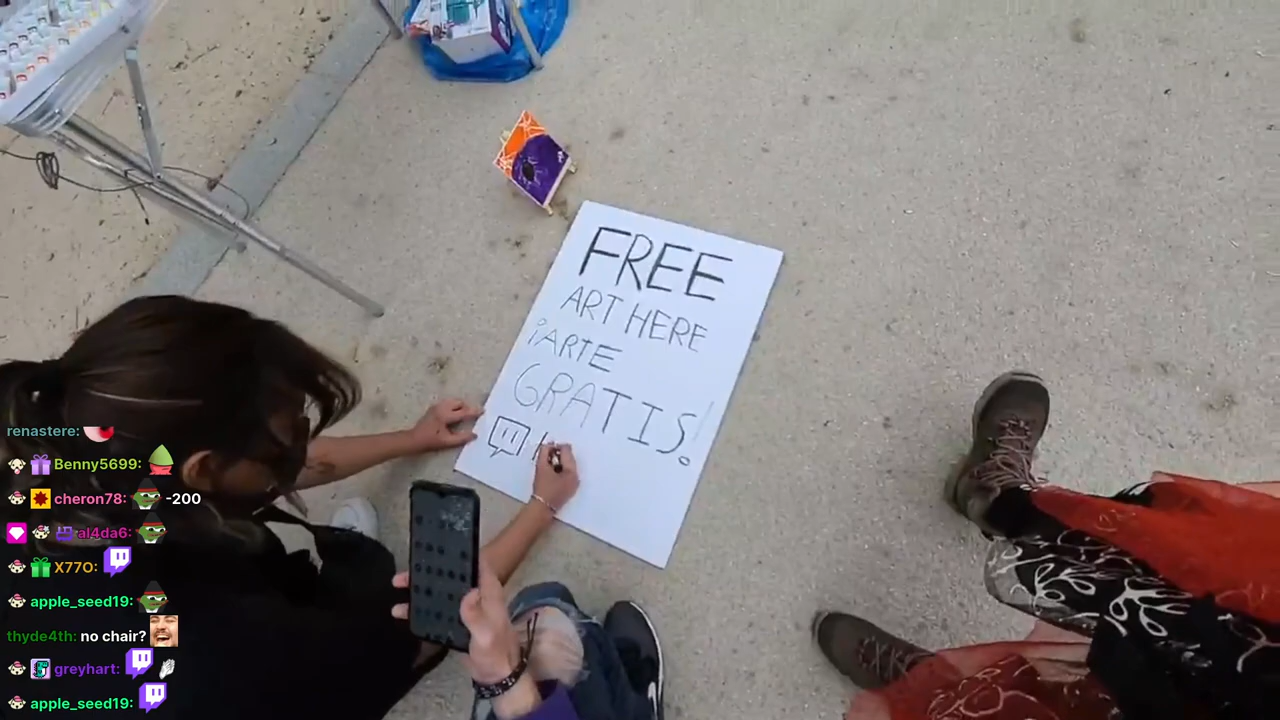 FREE
ART HERE
¡ARTE
GRATIS!
renastere:
Benny5699:
cheron78: -200
al4da6:
X77O:
apple_seed19:
thyde4th: no chair?
greyhart:
apple_seed19: